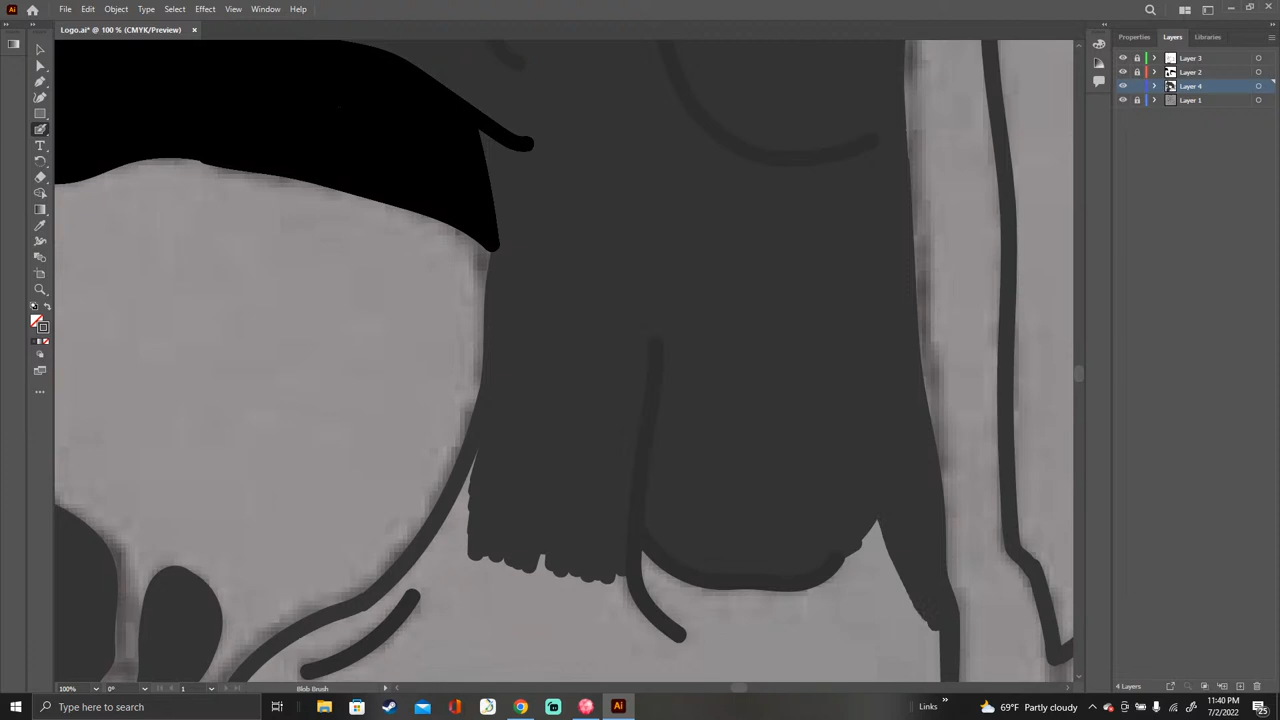 File Edit Object Type Select Effect View Window Help
Logo.ai* @ 100 % (CMYK/Preview)
Properties Layers Libraries
Layer 3
Layer 2
Layer 4
Layer 1
100% 0° 1 Blob Brush
4 Layers
Type here to search
Links
69°F Partly cloudy
11:40 PM
7/2/2022